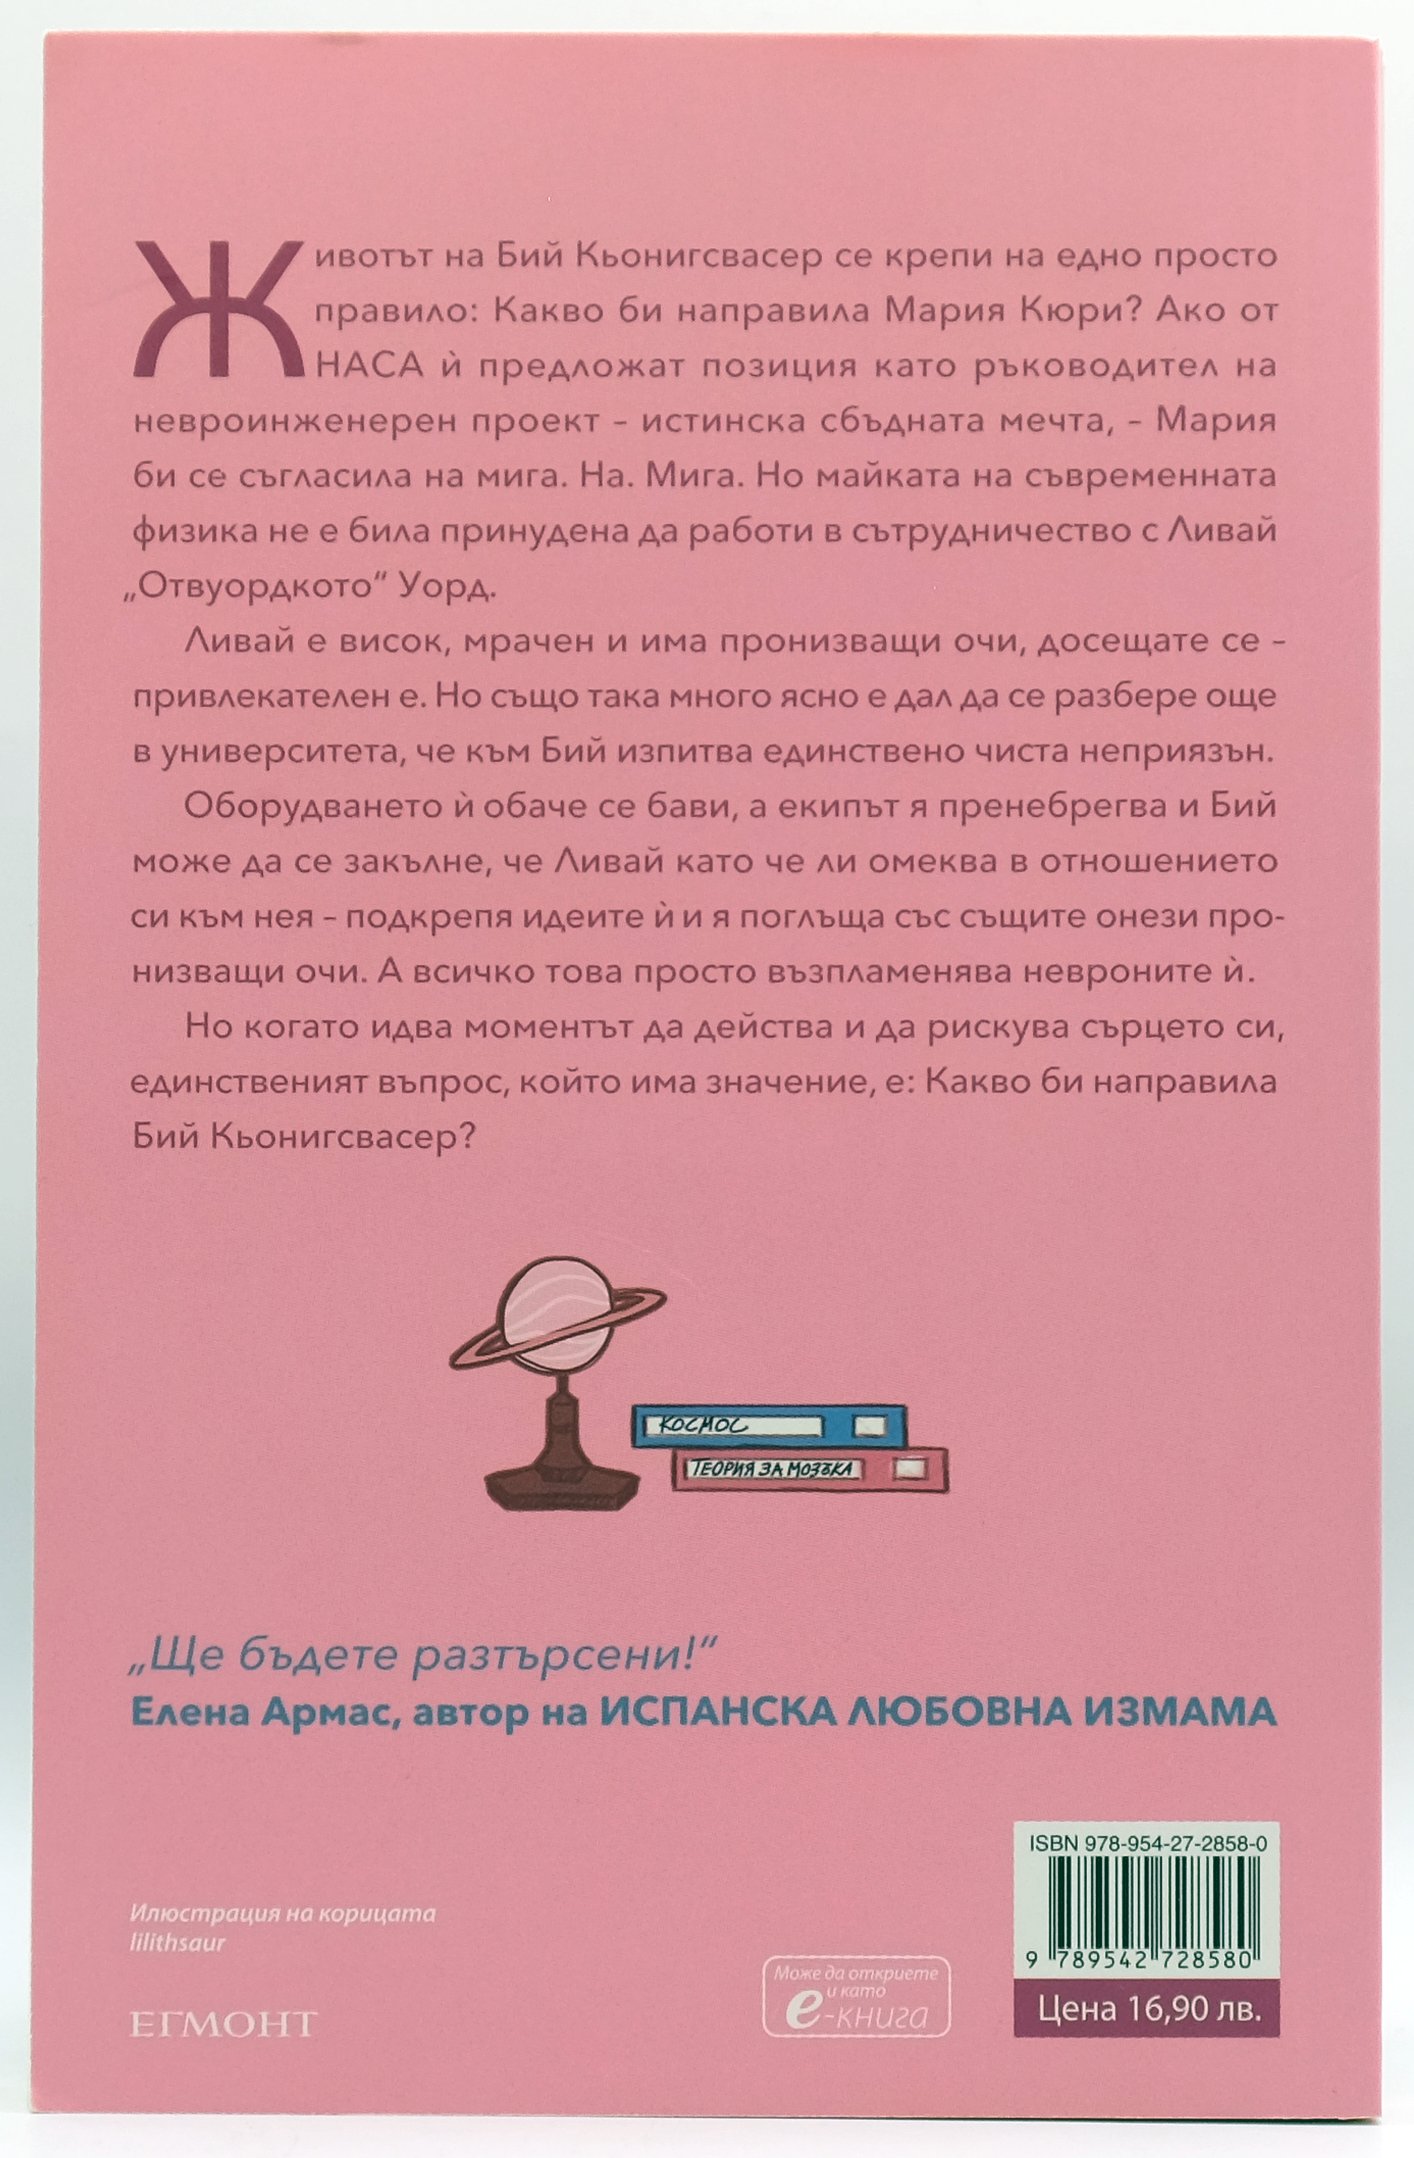 Животът на Бий Кьонигсвасер се крепи на едно просто
правило: Какво би направила Мария Кюри? Ако от
НАСА ѝ предложат позиция като ръководител на
невроинженерен проект – истинска сбъдната мечта, – Мария
би се съгласила на мига. На. Мига. Но майката на съвременната
физика не е била принудена да работи в сътрудничество с Ливай
„Отвуордкото“ Уорд.
Ливай е висок, мрачен и има пронизващи очи, досещате се –
привлекателен е. Но също така много ясно е дал да се разбере още
в университета, че към Бий изпитва единствено чиста неприязън.
Оборудването ѝ обаче се бави, а екипът я пренебрегва и Бий
може да се закълне, че Ливай като че ли омеква в отношението
си към нея – подкрепя идеите ѝ и я поглъща със същите онези про-
низващи очи. А всичко това просто възпламенява невроните ѝ.
Но когато идва моментът да действа и да рискува сърцето си,
единственият въпрос, който има значение, е: Какво би направила
Бий Кьонигсвасер?
КОСМОС
ТЕОРИЯ ЗА МОЗЪКА
„Ще бъдете разтърсени!“
Елена Армас, автор на ИСПАНСКА ЛЮБОВНА ИЗМАМА
Илюстрация на корицата
lilithsaur
ЕГМОНТ
Може да откриете
и като
е-книга
ISBN 978-954-27-2858-0
9 789542 728580
Цена 16,90 лв.